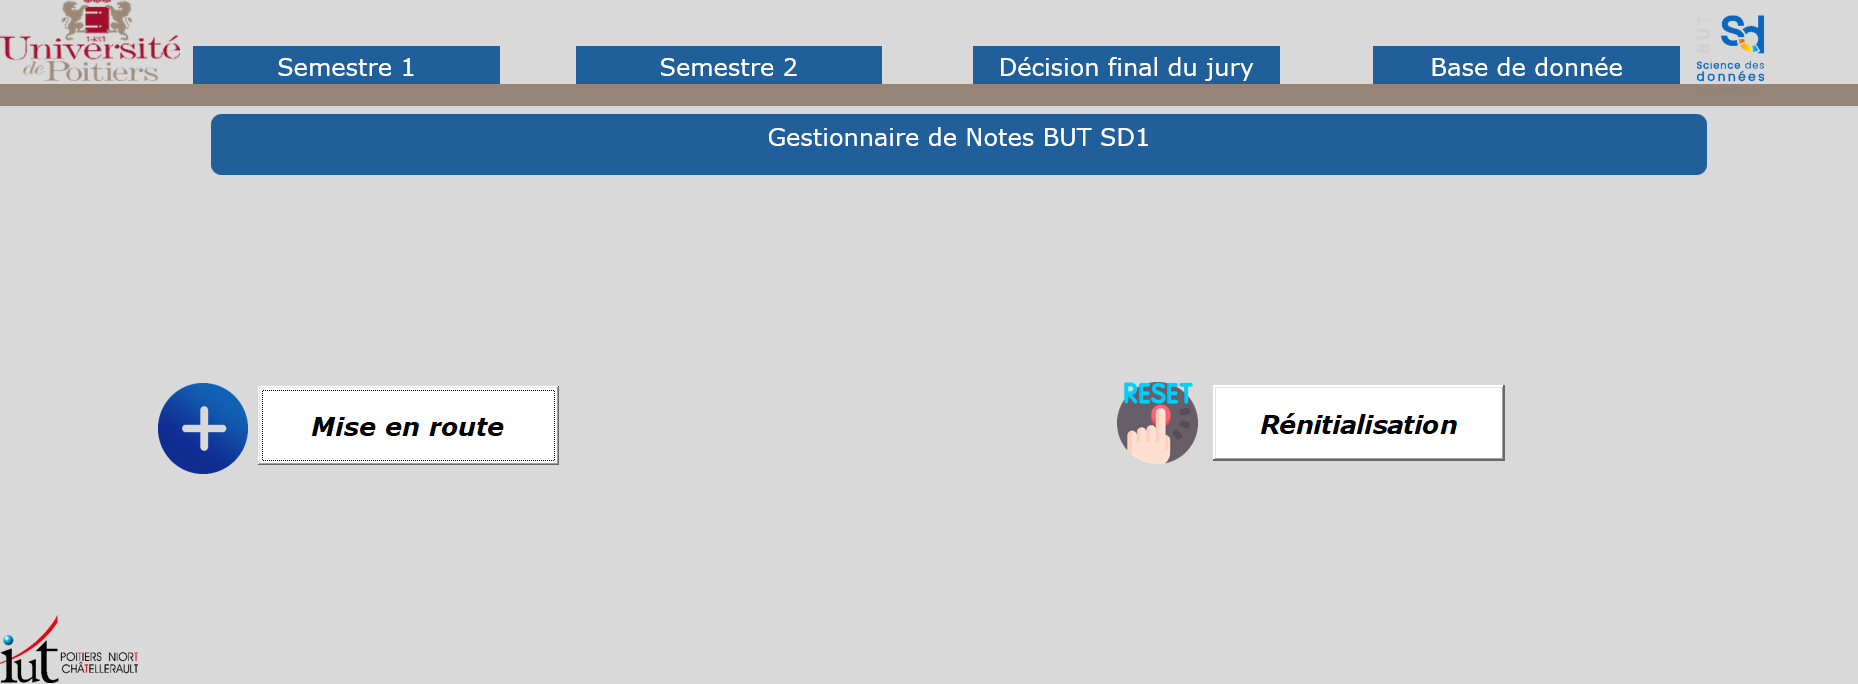 Université
de Poitiers
Semestre 1
Semestre 2
Décision final du jury
Base de donnée
BUT
Sd
Science des
données
Gestionnaire de Notes BUT SD1
Mise en route
RESET
Rénitialisation
iut
POITIERS NIORT
CHÂTELLERAULT